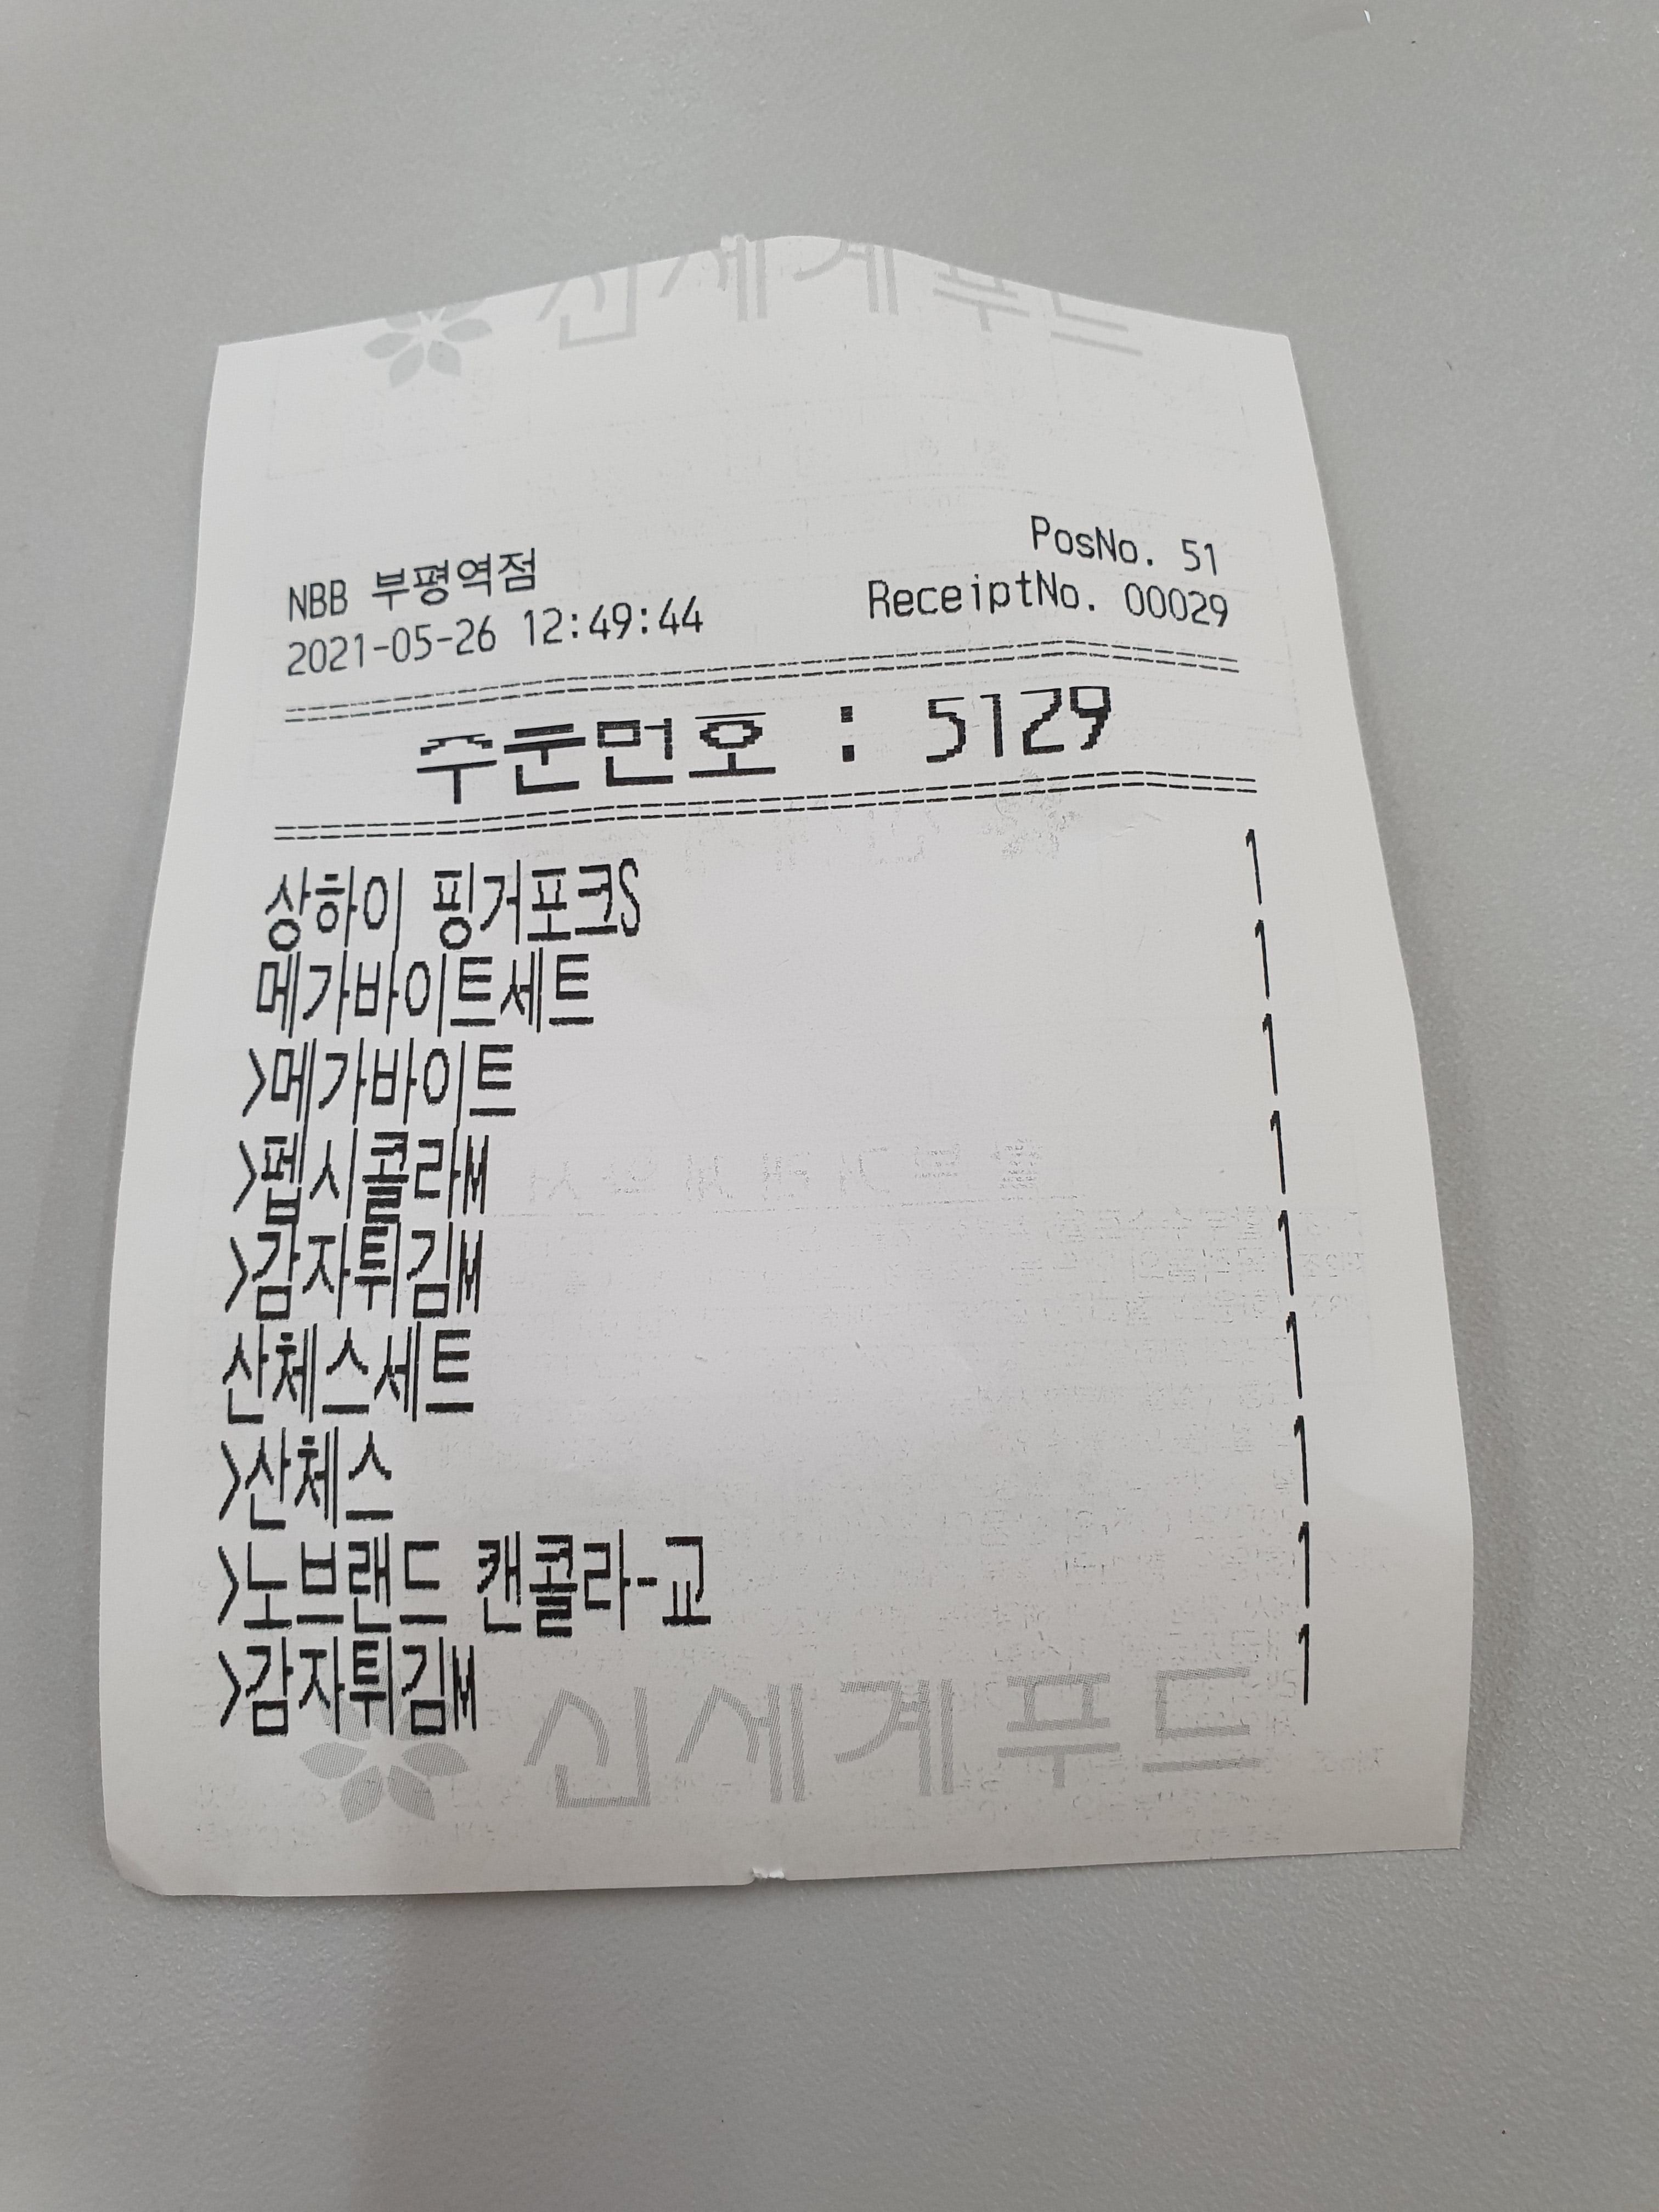 신세계푸드
PosNo. 51
NBB 부평역점
ReceiptNo. 00029
2021-05-26 12:49:44
주문번호 : 5129
상하이 핑거포크S 1
메가바이트세트 1
>메가바이트 1
>펩시콜라M 1
>감자튀김M 1
산체스세트 1
>산체스 1
>노브랜드 캔콜라-교 1
>감자튀김M 1
신세계푸드